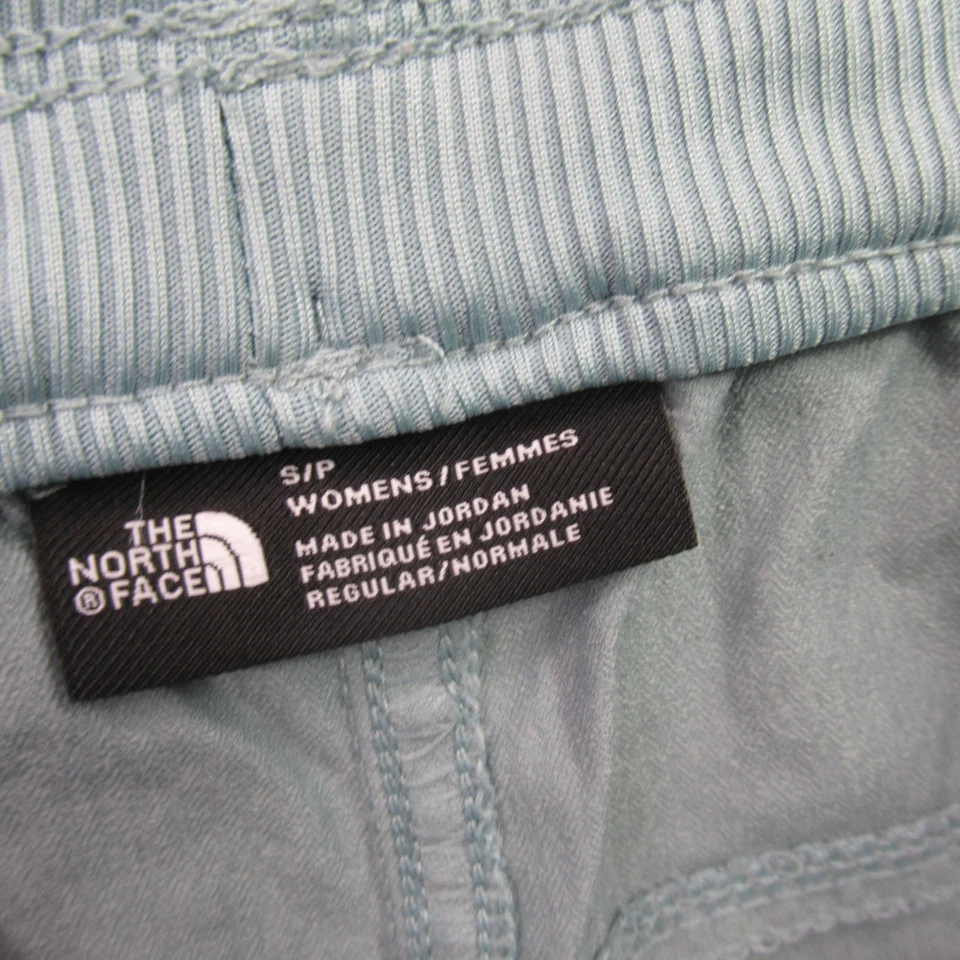 THE
NORTH
® FACE
S/P
WOMENS/FEMMES
MADE IN JORDAN
FABRIQUÉ EN JORDANIE
REGULAR/NORMALE